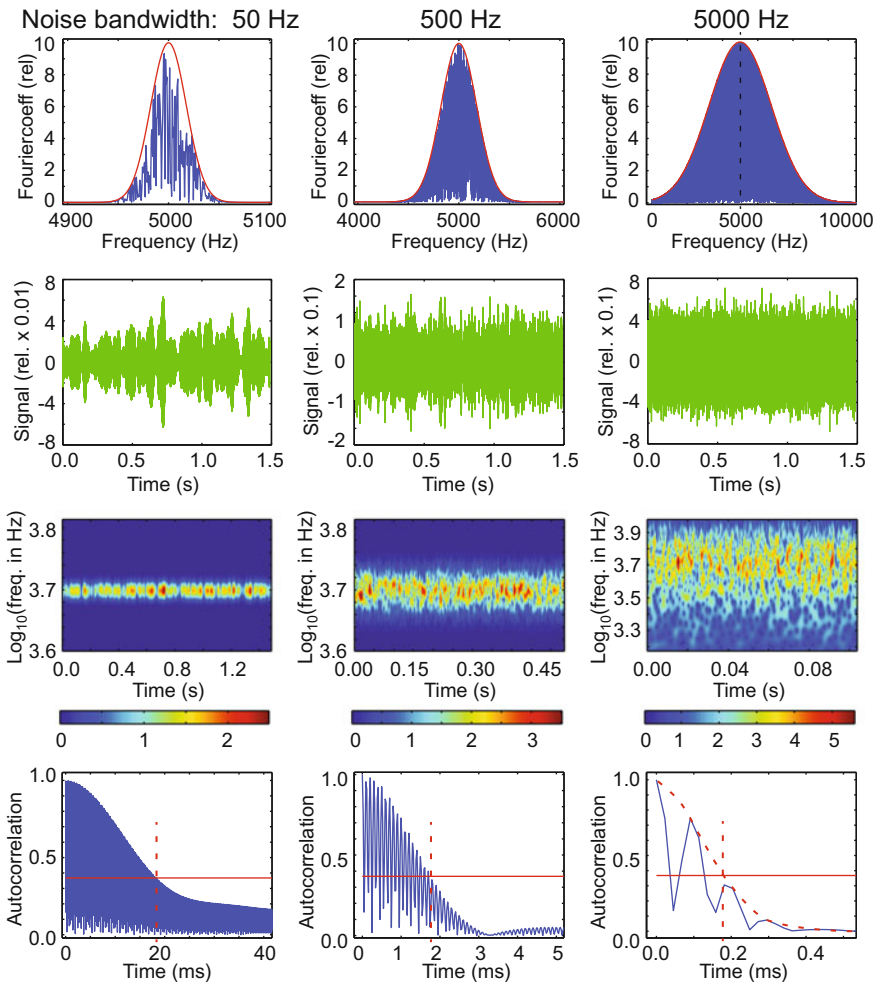 Noise bandwidth: 50 Hz 500 Hz 5000 Hz
Fouriercoeff (rel)
10
8
6
4
2
0
4900 5000 5100
Frequency (Hz)
Fouriercoeff (rel)
10
8
6
4
2
0
4000 5000 6000
Frequency (Hz)
Fouriercoeff (rel)
10
8
6
4
2
0
0 5000 10000
Frequency (Hz)
Signal (rel. x 0.01)
8
4
0
-4
-8
0.0 0.5 1.0 1.5
Time (s)
Signal (rel. x 0.1)
2
1
0
-1
-2
0.0 0.5 1.0 1.5
Time (s)
Signal (rel. x 0.1)
8
4
0
-4
-8
0.0 0.5 1.0 1.5
Time (s)
Log10(freq. in Hz)
3.8
3.7
3.6
0.0 0.4 0.8 1.2
Time (s)
0 1 2
Log10(freq. in Hz)
3.8
3.7
3.6
0.00 0.15 0.30 0.45
Time (s)
0 1 2 3
Log10(freq. in Hz)
3.9
3.7
3.5
3.3
0.00 0.04 0.08
Time (s)
0 1 2 3 4 5
Autocorrelation
1.0
0.5
0.0
0 20 40
Time (ms)
Autocorrelation
1.0
0.5
0.0
0 1 2 3 4 5
Time (ms)
Autocorrelation
1.0
0.5
0.0
0.0 0.2 0.4
Time (ms)